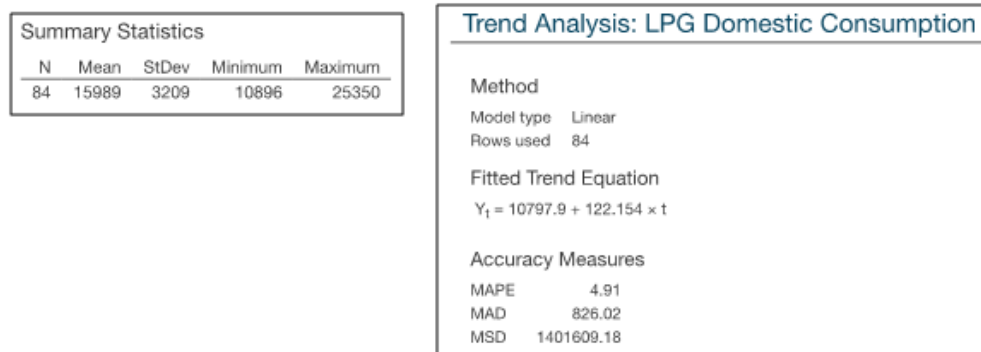 Summary Statistics
N Mean StDev Minimum Maximum
84 15989 3209 10896 25350
Trend Analysis: LPG Domestic Consumption
Method
Model type Linear
Rows used 84
Fitted Trend Equation
Yt = 10797.9 + 122.154 × t
Accuracy Measures
MAPE 4.91
MAD 826.02
MSD 1401609.18